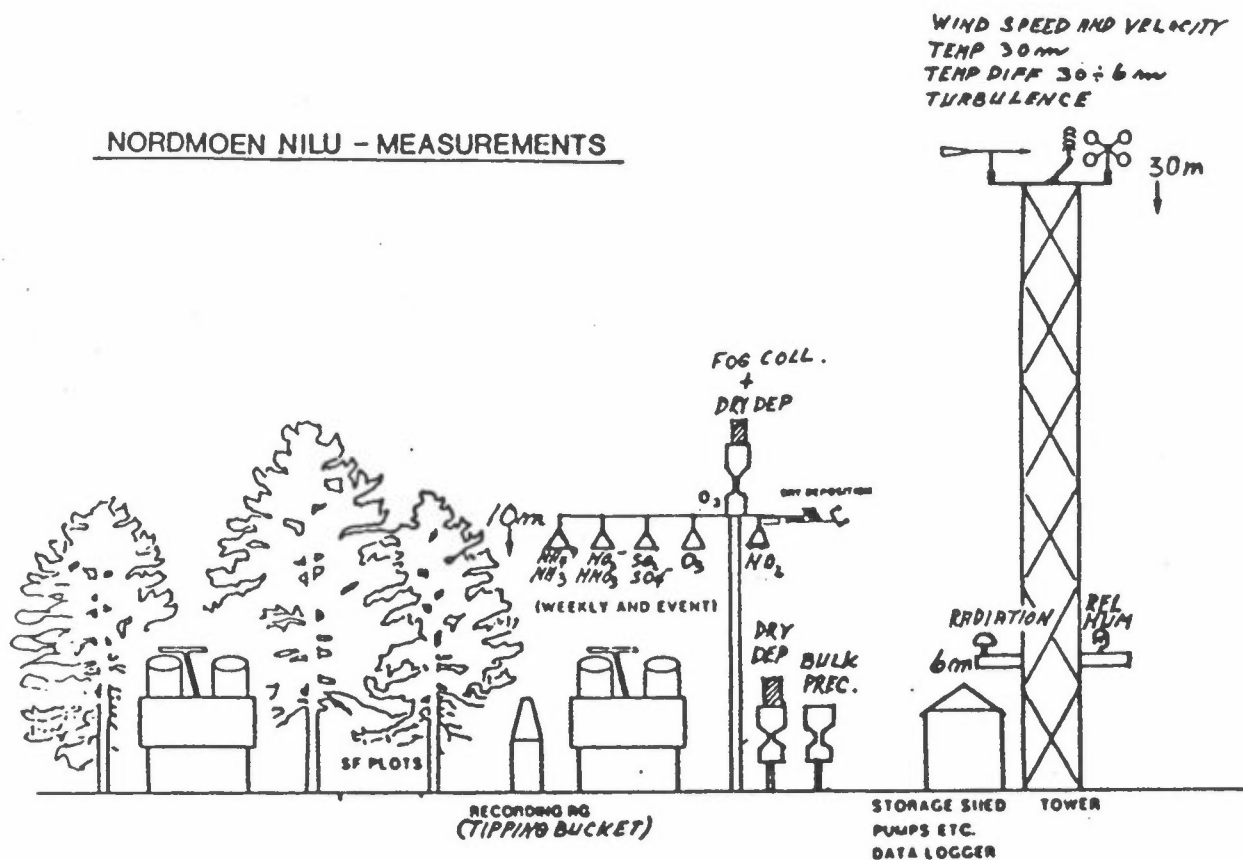 WIND SPEED AND VELOCITY
TEMP 30m
TEMP DIFF 30÷6m
TURBULENCE
NORDMOEN NILU - MEASUREMENTS
30m
FOG COLL.
+
DRY DEP
O3
DRY DEPOSITION
10m
NH4+ NO3- SO2 O3 NO2
NH3 HNO3 SO4=
(WEEKLY AND EVENT)
RADIATION
REL
HUM
6m
DRY
DEP
BULK
PREC.
SF PLOTS
RECORDING RG
(TIPPING BUCKET)
STORAGE SHED
PUMPS ETC.
DATA LOGGER
TOWER